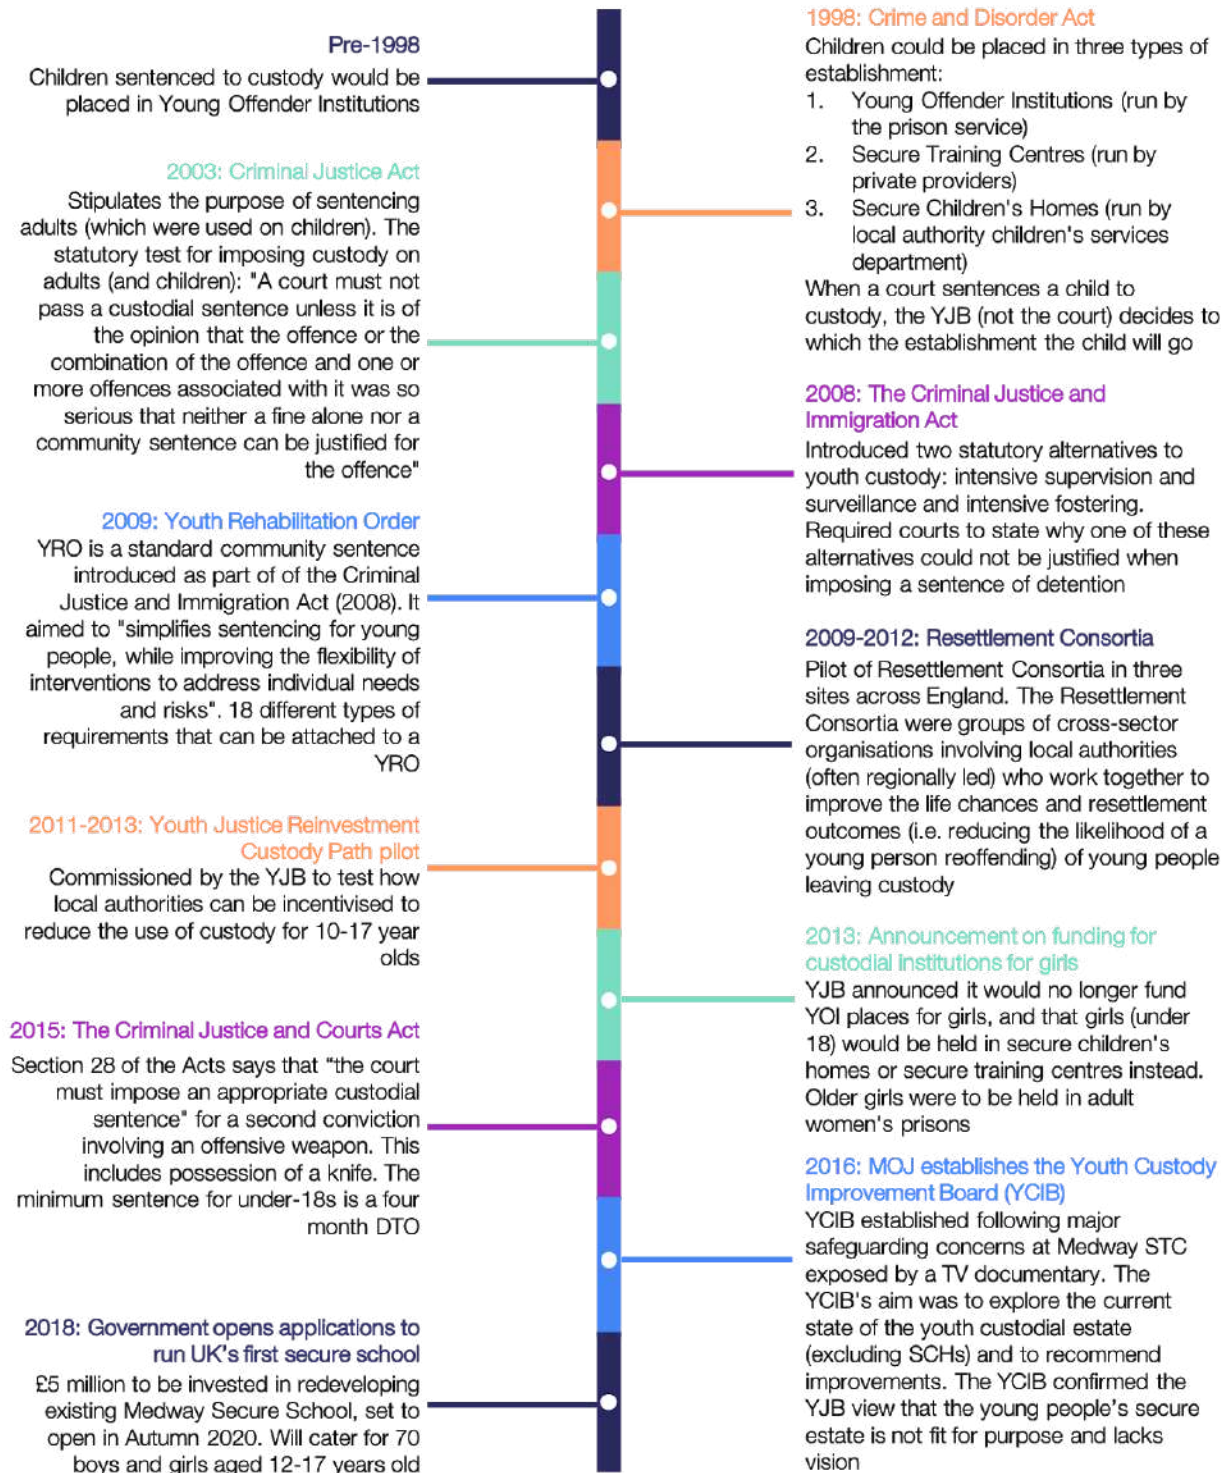 Pre-1998
Children sentenced to custody would be
placed in Young Offender Institutions
1998: Crime and Disorder Act
Children could be placed in three types of
establishment:
1. Young Offender Institutions (run by
the prison service)
2. Secure Training Centres (run by
private providers)
3. Secure Children's Homes (run by
local authority children's services
department)
When a court sentences a child to
custody, the YJB (not the court) decides to
which the establishment the child will go
2003: Criminal Justice Act
Stipulates the purpose of sentencing
adults (which were used on children). The
statutory test for imposing custody on
adults (and children): "A court must not
pass a custodial sentence unless it is of
the opinion that the offence or the
combination of the offence and one or
more offences associated with it was so
serious that neither a fine alone nor a
community sentence can be justified for
the offence"
2008: The Criminal Justice and
Immigration Act
Introduced two statutory alternatives to
youth custody: intensive supervision and
surveillance and intensive fostering.
Required courts to state why one of these
alternatives could not be justified when
imposing a sentence of detention
2009: Youth Rehabilitation Order
YRO is a standard community sentence
introduced as part of of the Criminal
Justice and Immigration Act (2008). It
aimed to "simplifies sentencing for young
people, while improving the flexibility of
interventions to address individual needs
and risks". 18 different types of
requirements that can be attached to a
YRO
2009-2012: Resettlement Consortia
Pilot of Resettlement Consortia in three
sites across England. The Resettlement
Consortia were groups of cross-sector
organisations involving local authorities
(often regionally led) who work together to
improve the life chances and resettlement
outcomes (i.e. reducing the likelihood of a
young person reoffending) of young people
leaving custody
2011-2013: Youth Justice Reinvestment
Custody Path pilot
Commissioned by the YJB to test how
local authorities can be incentivised to
reduce the use of custody for 10-17 year
olds
2013: Announcement on funding for
custodial institutions for girls
YJB announced it would no longer fund
YOI places for girls, and that girls (under
18) would be held in secure children's
homes or secure training centres instead.
Older girls were to be held in adult
women's prisons
2015: The Criminal Justice and Courts Act
Section 28 of the Acts says that "the court
must impose an appropriate custodial
sentence" for a second conviction
involving an offensive weapon. This
includes possession of a knife. The
minimum sentence for under-18s is a four
month DTO
2016: MOJ establishes the Youth Custody
Improvement Board (YCIB)
YCIB established following major
safeguarding concerns at Medway STC
exposed by a TV documentary. The
YCIB's aim was to explore the current
state of the youth custodial estate
(excluding SCHs) and to recommend
improvements. The YCIB confirmed the
YJB view that the young people's secure
estate is not fit for purpose and lacks
vision
2018: Government opens applications to
run UK's first secure school
£5 million to be invested in redeveloping
existing Medway Secure School, set to
open in Autumn 2020. Will cater for 70
boys and girls aged 12-17 years old